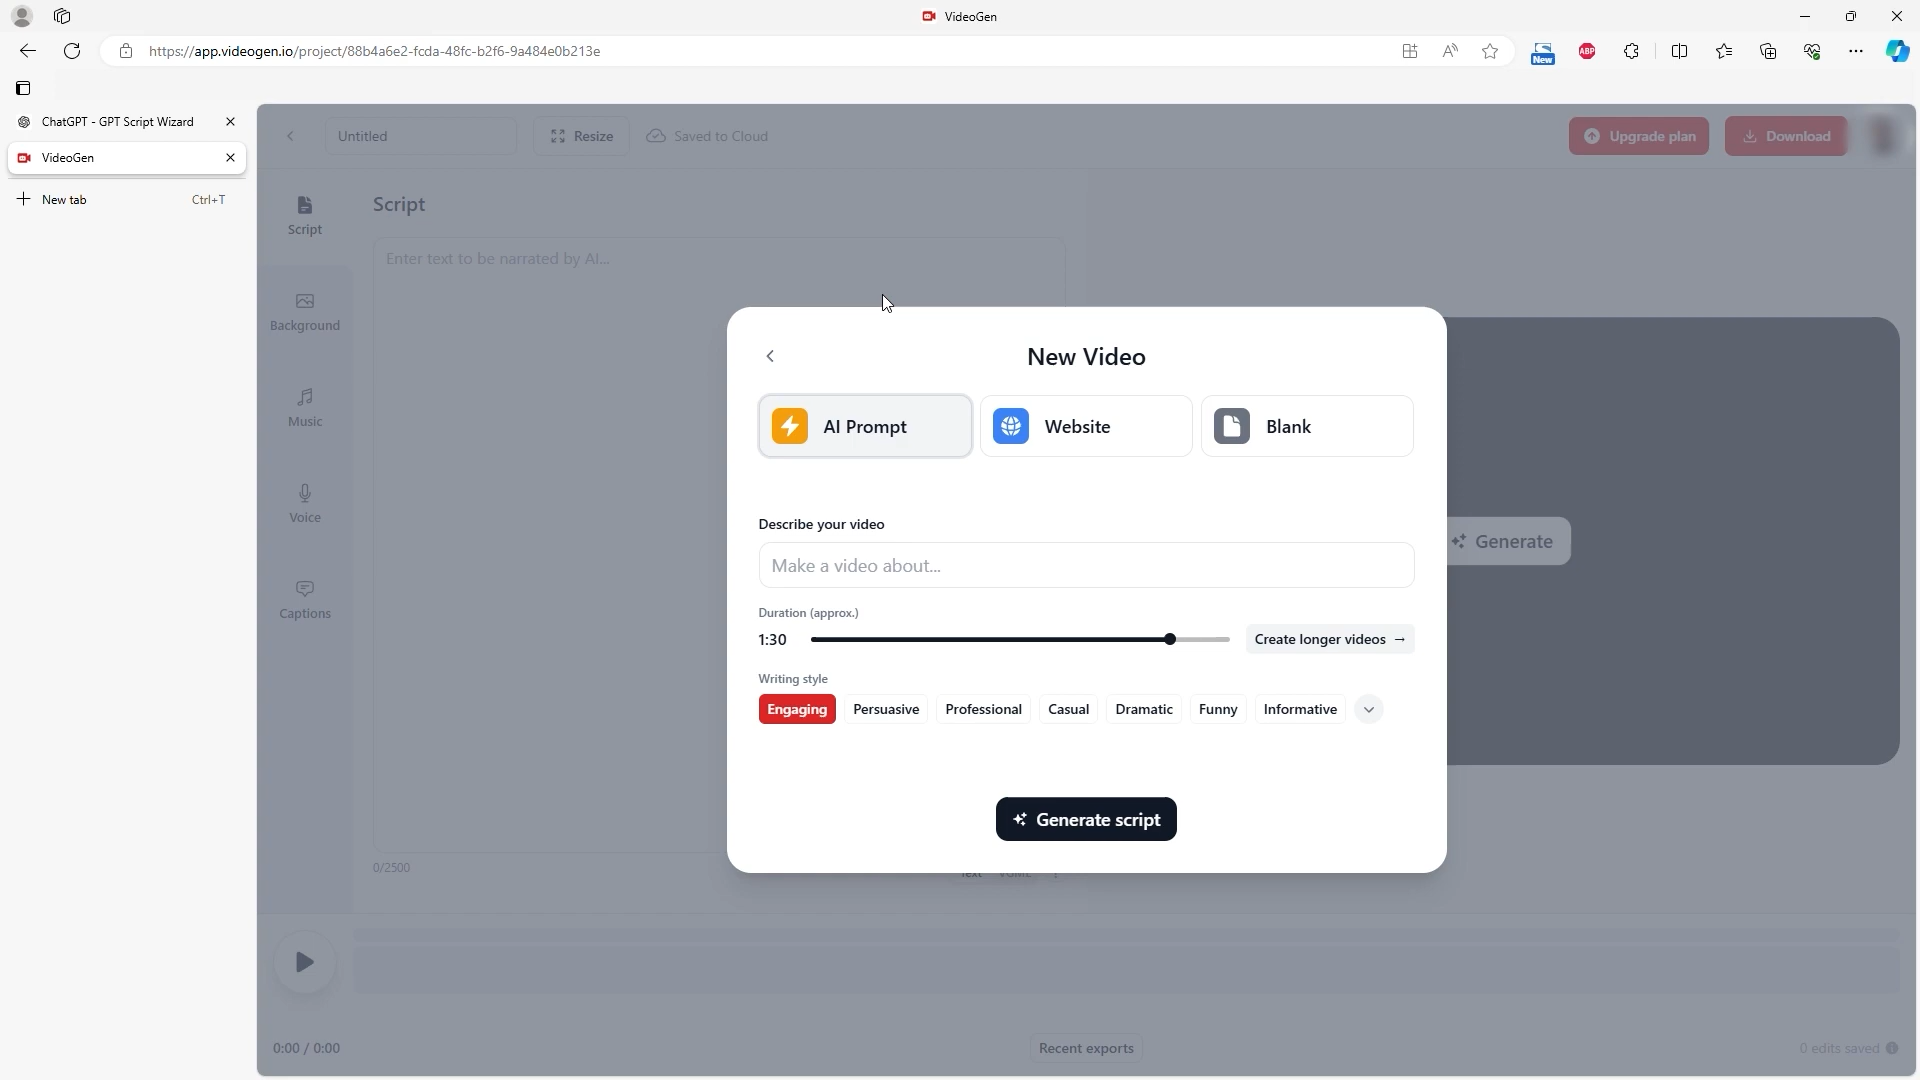 VideoGen
https://app.videogen.io/project/88b4a6e2-fcda-48fc-b2f6-9a484e0b213e
New
ABP
ChatGPT - GPT Script Wizard
VideoGen
New tab Ctrl+T
Untitled
Resize
Saved to Cloud
Upgrade plan
Download
Script
Background
Music
Voice
Captions
Script
Enter text to be narrated by AI...
0/2500
New Video
AI Prompt
Website
Blank
Describe your video
Make a video about...
Duration (approx.)
1:30
Create longer videos →
Writing style
Engaging Persuasive Professional Casual Dramatic Funny Informative
Generate script
Generate
Text
0:00 / 0:00
Recent exports
0 edits saved